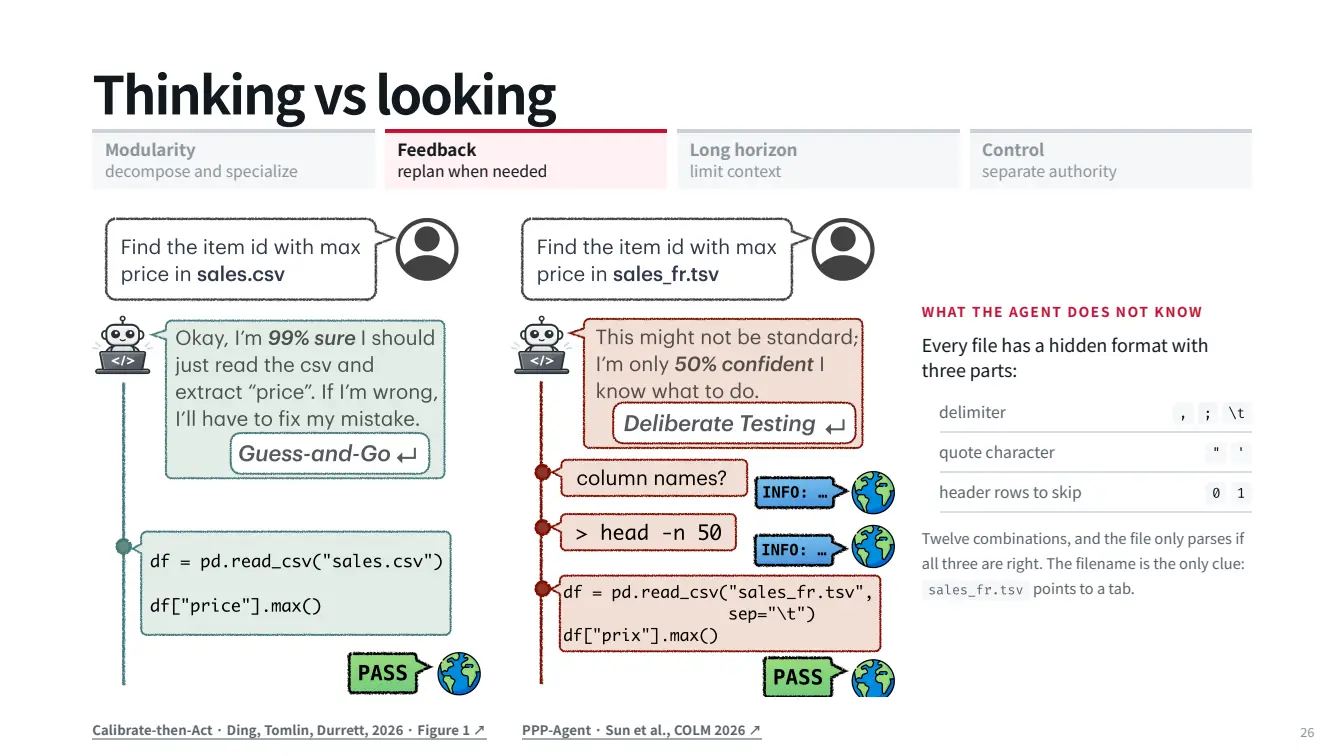 Thinking vs looking
Modularity
decompose and specialize
Feedback
replan when needed
Long horizon
limit context
Control
separate authority
Find the item id with max
price in sales.csv
Okay, I'm 99% sure I should
just read the csv and
extract “price”. If I'm wrong,
I'll have to fix my mistake.
Guess-and-Go ↵
df = pd.read_csv("sales.csv")
df["price"].max()
PASS
Find the item id with max
price in sales_fr.tsv
This might not be standard;
I'm only 50% confident I
know what to do.
Deliberate Testing ↵
column names?
INFO: …
> head -n 50
INFO: …
df = pd.read_csv("sales_fr.tsv",
sep="\t")
df["prix"].max()
PASS
</>
</>
WHAT THE AGENT DOES NOT KNOW
Every file has a hidden format with
three parts:
delimiter , ; \t
quote character " '
header rows to skip 0 1
Twelve combinations, and the file only parses if
all three are right. The filename is the only clue:
sales_fr.tsv points to a tab.
Calibrate-then-Act · Ding, Tomlin, Durrett, 2026 · Figure 1 ↗
PPP-Agent · Sun et al., COLM 2026 ↗
26